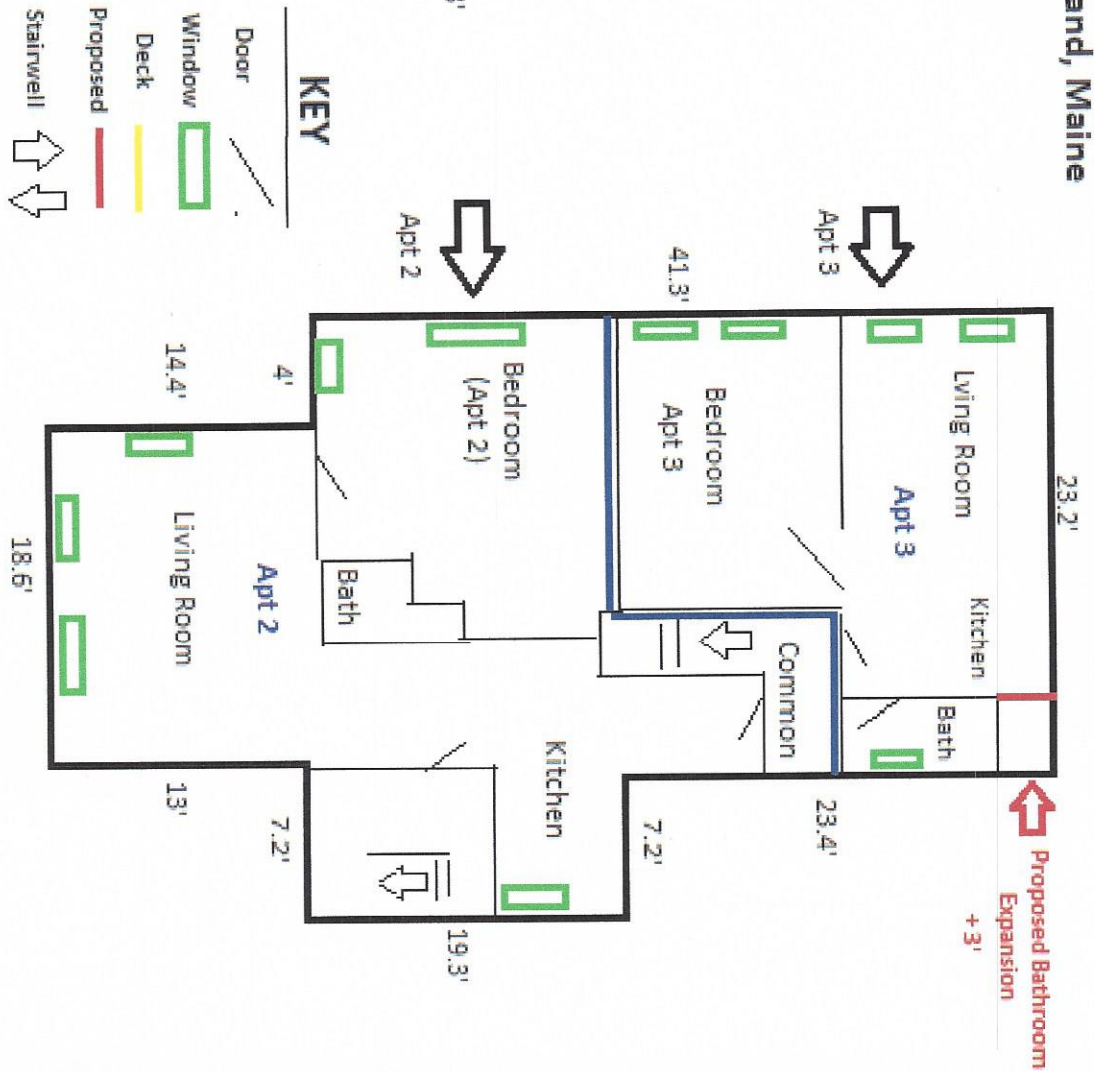 and, Maine
23.2'
Proposed Bathroom
Expansion
+ 3'
Lving Room
Kitchen
Bath
Apt 3
Apt 3
23.4'
Common
Bedroom
Apt 3
41.3'
7.2'
Kitchen
Bedroom
(Apt 2)
19.3'
Apt 2
Bath
4'
7.2'
Apt 2
Living Room
14.4'
13'
18.6'
KEY
Door
Window
Deck
Proposed
Stairwell